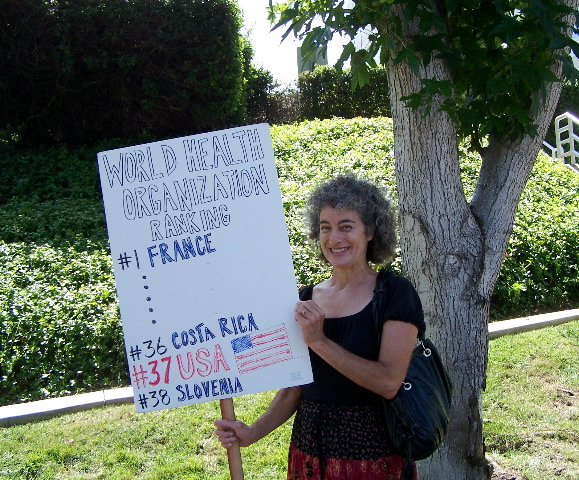 WORLD HEALTH
ORGANIZATION
RANKING
#1 FRANCE
#36 COSTA RICA
#37 USA
#38 SLOVENIA